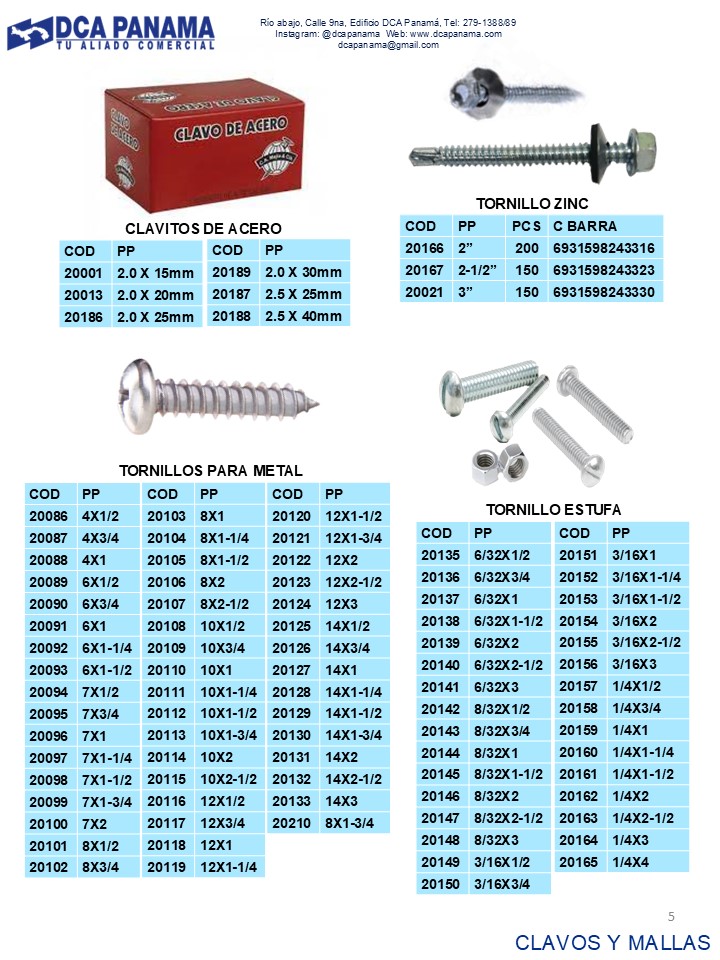 DCA PANAMA
TU ALIADO COMERCIAL
Río abajo, Calle 9na, Edificio DCA Panamá, Tel: 279-1388/89
Instagram: @dcapanama Web: www.dcapanama.com
dcapanama@gmail.com
CLAVO DE ACERO
CLAVO
DE ACERO
CLAVITOS DE ACERO
COD PP COD PP
20001 2.0 X 15mm 20189 2.0 X 30mm
20013 2.0 X 20mm 20187 2.5 X 25mm
20186 2.0 X 25mm 20188 2.5 X 40mm
TORNILLO ZINC
COD PP PCS C BARRA
20166 2” 200 6931598243316
20167 2-1/2” 150 6931598243323
20021 3” 150 6931598243330
TORNILLOS PARA METAL
COD PP COD PP COD PP
20086 4X1/2 20103 8X1 20120 12X1-1/2
20087 4X3/4 20104 8X1-1/4 20121 12X1-3/4
20088 4X1 20105 8X1-1/2 20122 12X2
20089 6X1/2 20106 8X2 20123 12X2-1/2
20090 6X3/4 20107 8X2-1/2 20124 12X3
20091 6X1 20108 10X1/2 20125 14X1/2
20092 6X1-1/4 20109 10X3/4 20126 14X3/4
20093 6X1-1/2 20110 10X1 20127 14X1
20094 7X1/2 20111 10X1-1/4 20128 14X1-1/4
20095 7X3/4 20112 10X1-1/2 20129 14X1-1/2
20096 7X1 20113 10X1-3/4 20130 14X1-3/4
20097 7X1-1/4 20114 10X2 20131 14X2
20098 7X1-1/2 20115 10X2-1/2 20132 14X2-1/2
20099 7X1-3/4 20116 12X1/2 20133 14X3
20100 7X2 20117 12X3/4 20210 8X1-3/4
20101 8X1/2 20118 12X1
20102 8X3/4 20119 12X1-1/4
TORNILLO ESTUFA
COD PP COD PP
20135 6/32X1/2 20151 3/16X1
20136 6/32X3/4 20152 3/16X1-1/4
20137 6/32X1 20153 3/16X1-1/2
20138 6/32X1-1/2 20154 3/16X2
20139 6/32X2 20155 3/16X2-1/2
20140 6/32X2-1/2 20156 3/16X3
20141 6/32X3 20157 1/4X1/2
20142 8/32X1/2 20158 1/4X3/4
20143 8/32X3/4 20159 1/4X1
20144 8/32X1 20160 1/4X1-1/4
20145 8/32X1-1/2 20161 1/4X1-1/2
20146 8/32X2 20162 1/4X2
20147 8/32X2-1/2 20163 1/4X2-1/2
20148 8/32X3 20164 1/4X3
20149 3/16X1/2 20165 1/4X4
20150 3/16X3/4
5
CLAVOS Y MALLAS